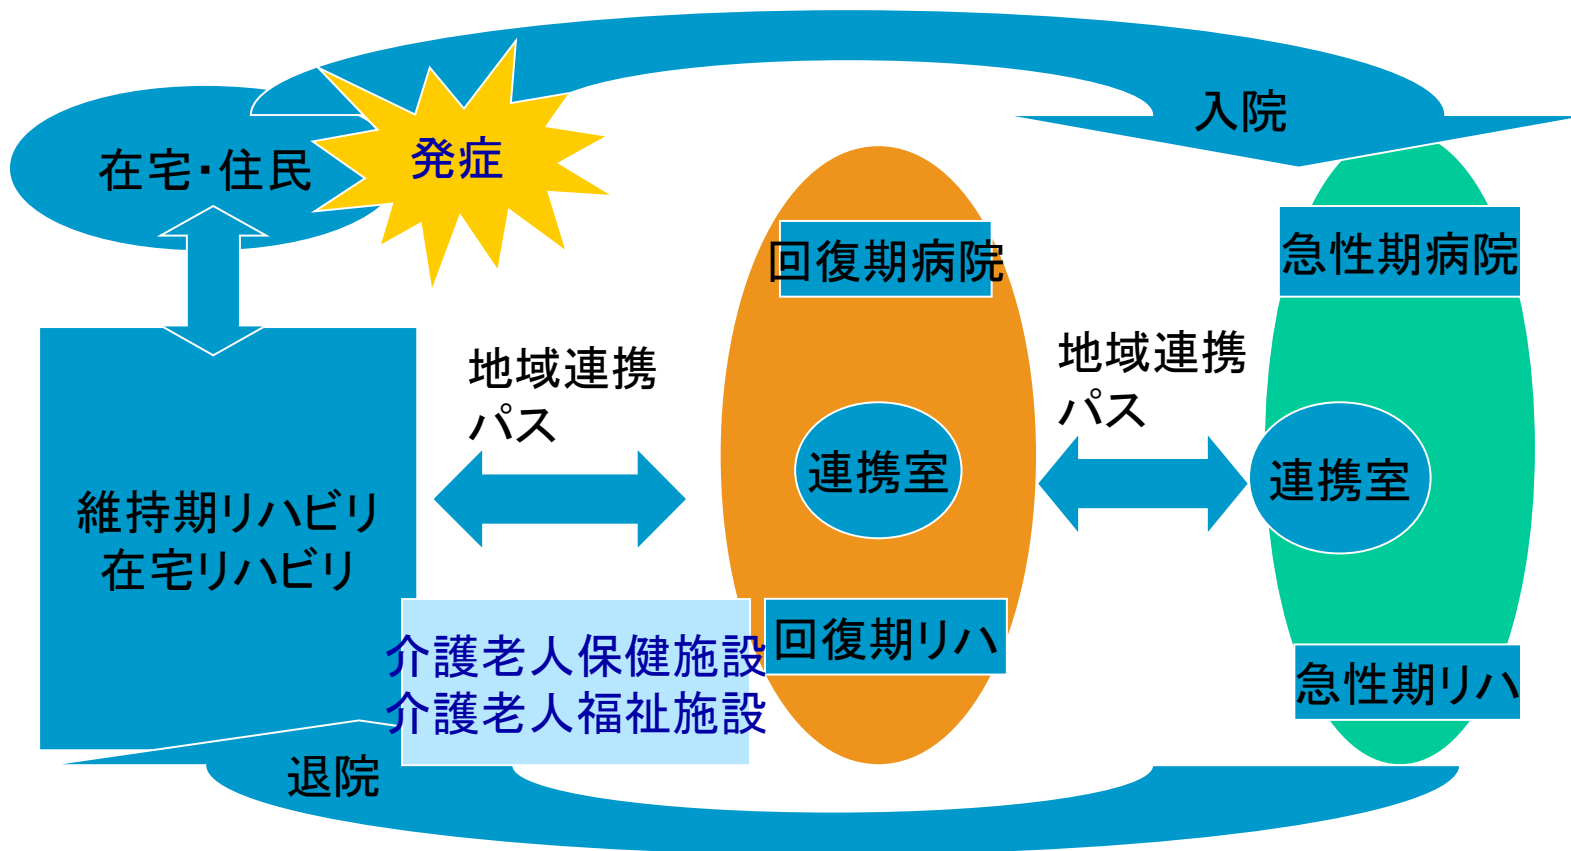 入院
発症
在宅・住民
回復期病院
急性期病院
地域連携
パス
地域連携
パス
連携室
連携室
維持期リハビリ
在宅リハビリ
介護老人保健施設
介護老人福祉施設
回復期リハ
急性期リハ
退院